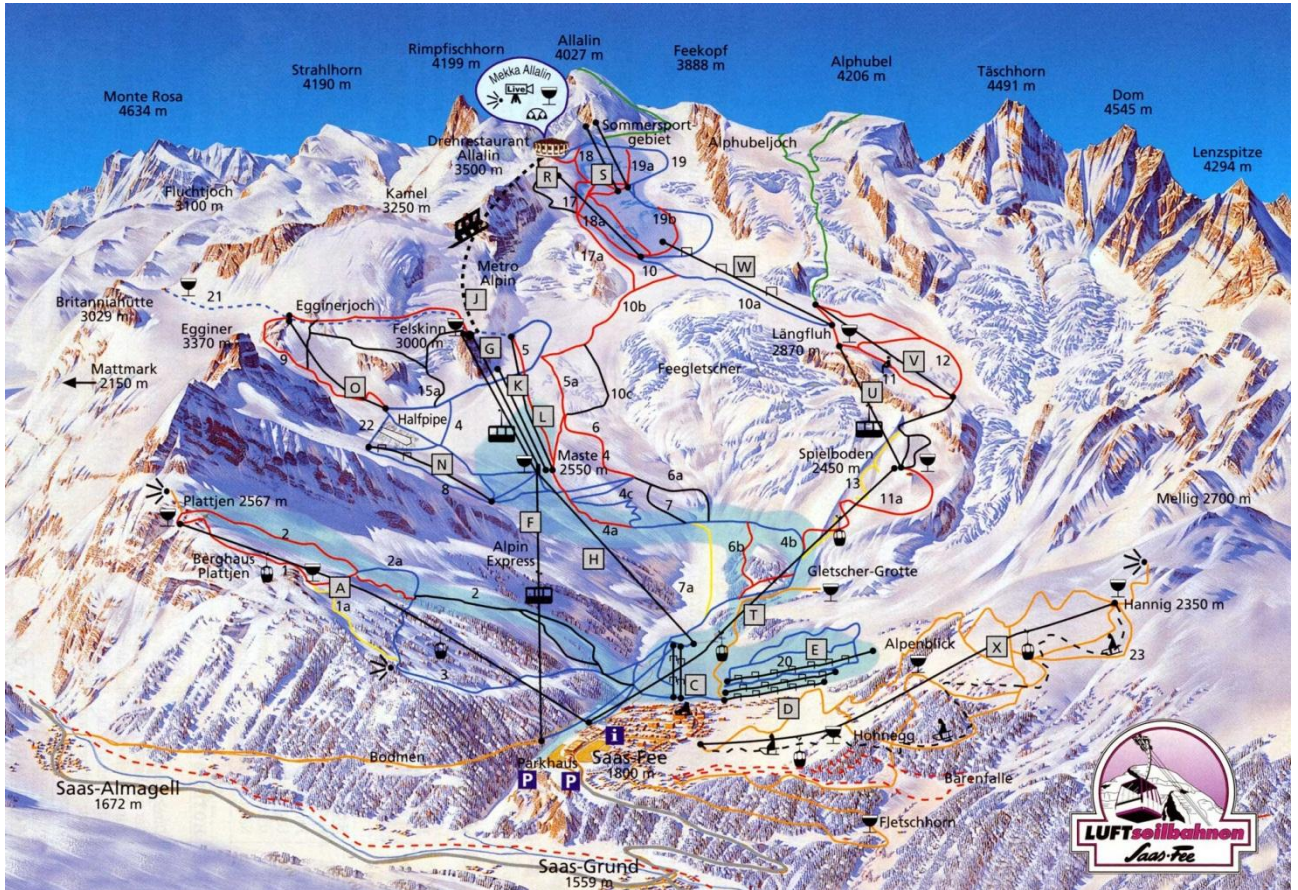 Allalin
4027 m
Rimpfischhorn
4199 m
Feekopf
3888 m
Alphubel
4206 m
Täschhorn
4491 m
Dom
4545 m
Strahlhorn
4190 m
Monte Rosa
4634 m
Mekka Allalin
Live
Sommersport-
gebiet
Drehrestaurant
Allalin
3500 m
Alphubeljoch
Lenzspitze
4294 m
18
19
19a
R
S
17
18a
19b
Fluchtjoch
3100 m
Kamel
3250 m
17a
10
W
Metro
Alpin
J
10b
10a
21
Britanniahütte
3029 m
Egginerjoch
Egginer
3370 m
Felskinn
3000 m
G
5
Längfluh
2870 m
9
Mattmark
2150 m
O
15a
K
5a
10c
Feegletscher
11
V
12
U
L
Halfpipe
22
4
6
N
Maste 4
2550 m
Spielboden
2450 m
13
8
6a
11a
Plattjen 2567 m
4c
7
Mellig 2700 m
F
4a
2
Alpin
Express
H
6b
4b
Berghaus
Plattjen
1
2a
A
1a
2
7a
Gletscher-Grotte
T
Hannig 2350 m
E
Alpenblick
X
20
23
3
C
D
Hohnegg
i
Bodmen
Parkhaus
P
P
Saas-Fee
1800 m
Bärenfalle
Saas-Almagell
1672 m
Fletschhorn
LUFTseilbahnen
Saas-Fee
Saas-Grund
1559 m